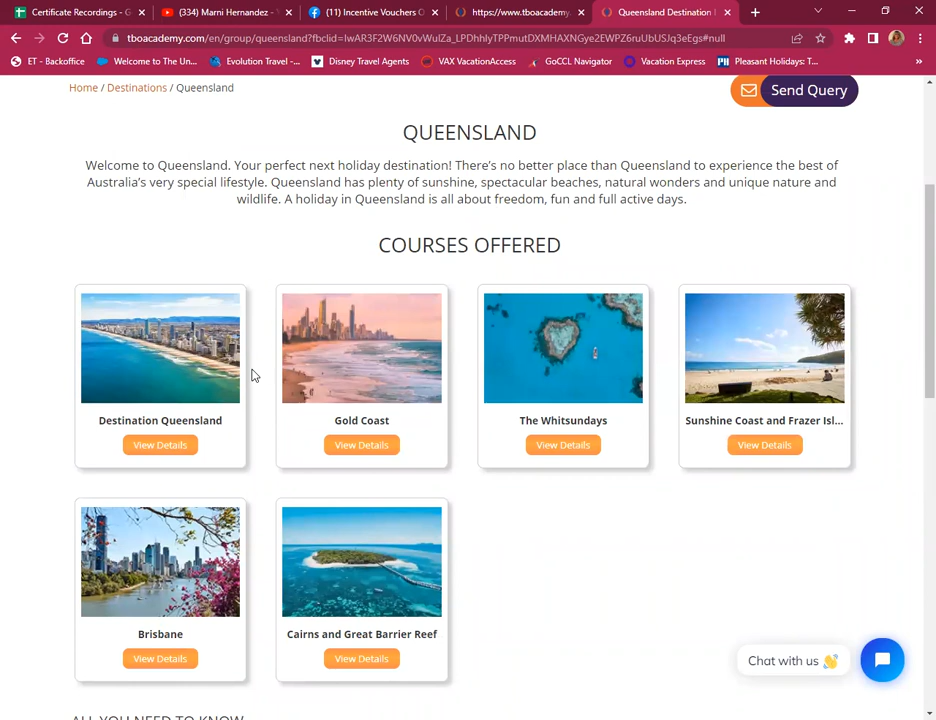 Certificate Recordings - G
(334) Marni Hernandez -
(11) Incentive Vouchers O
https://www.tboacademy.
Queensland Destination I
tboacademy.com/en/group/queensland?fbclid=IwAR3F2W6NV0vWulZa_LPDhhlyTPPmutDXMHAXNGye2EWPZ6ruUbUSJq3eEgs#null
ET - Backoffice
Welcome to The Un...
Evolution Travel -...
Disney Travel Agents
VAX VacationAccess
GoCCL Navigator
Vacation Express
Pleasant Holidays: T...
»
Home / Destinations / Queensland
Send Query
QUEENSLAND
Welcome to Queensland. Your perfect next holiday destination! There's no better place than Queensland to experience the best of
Australia's very special lifestyle. Queensland has plenty of sunshine, spectacular beaches, natural wonders and unique nature and
wildlife. A holiday in Queensland is all about freedom, fun and full active days.
COURSES OFFERED
Destination Queensland
Gold Coast
The Whitsundays
Sunshine Coast and Frazer Isl...
View Details
View Details
View Details
View Details
Brisbane
Cairns and Great Barrier Reef
View Details
View Details
Chat with us 👋
ALL YOU NEED TO KNOW